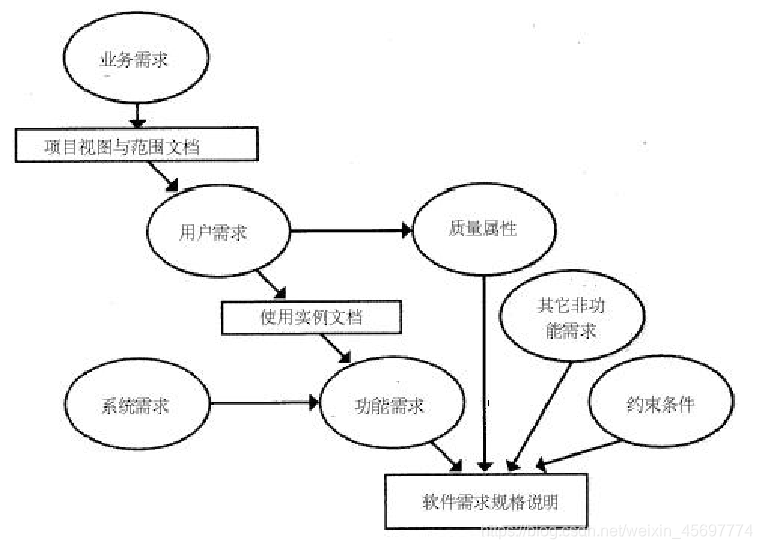 业务需求
项目视图与范围文档
用户需求
质量属性
使用实例文档
其它非功
能需求
系统需求
功能需求
约束条件
软件需求规格说明
https://blog.csdn.net/weixin_45697774